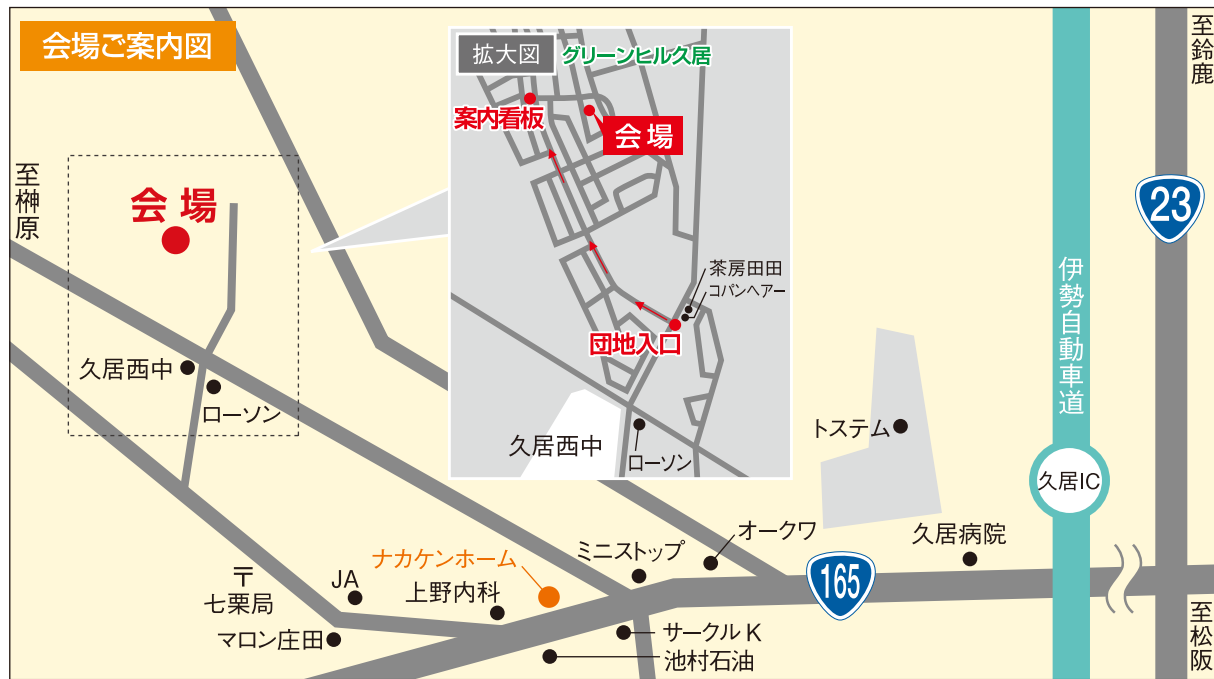 会場ご案内図
至鈴鹿
拡大図
グリーンヒル久居
案内看板
会場
至榊原
会場
23
茶房田田
コパンヘアー
伊勢自動車道
団地入口
久居西中
ローソン
トステム
久居西中
ローソン
久居IC
オークワ
久居病院
ミニストップ
ナカケンホーム
165
〒
七栗局
JA
上野内科
マロン庄田
サークルK
池村石油
至松阪